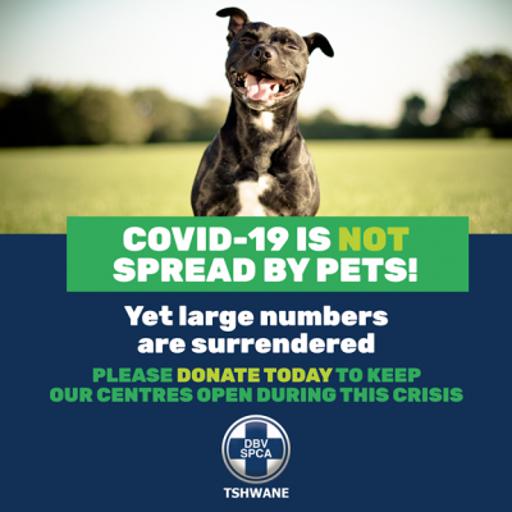 COVID-19 IS NOT
SPREAD BY PETS!
Yet large numbers
are surrendered
PLEASE DONATE TODAY TO KEEP
OUR CENTRES OPEN DURING THIS CRISIS
DBV
SPCA
TSHWANE